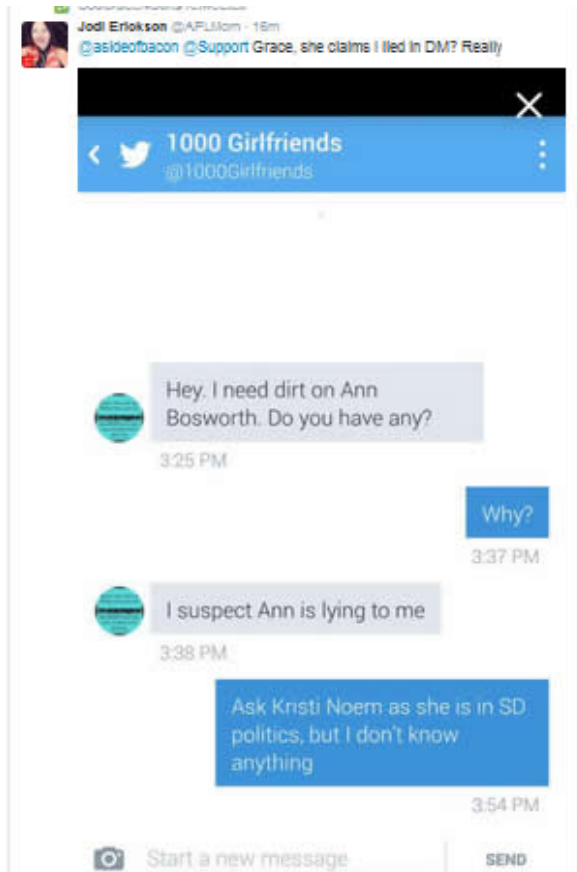 Jodi Erickson @AFLMom · 16m
@asideofbacon @Support Grace, she claims I lied in DM? Really
1000 Girlfriends
@1000Girlfriends
Hey. I need dirt on Ann
Bosworth. Do you have any?
3:25 PM
Why?
3:37 PM
I suspect Ann is lying to me
3:38 PM
Ask Kristi Noem as she is in SD
politics, but I don't know
anything
3:54 PM
Start a new message
SEND